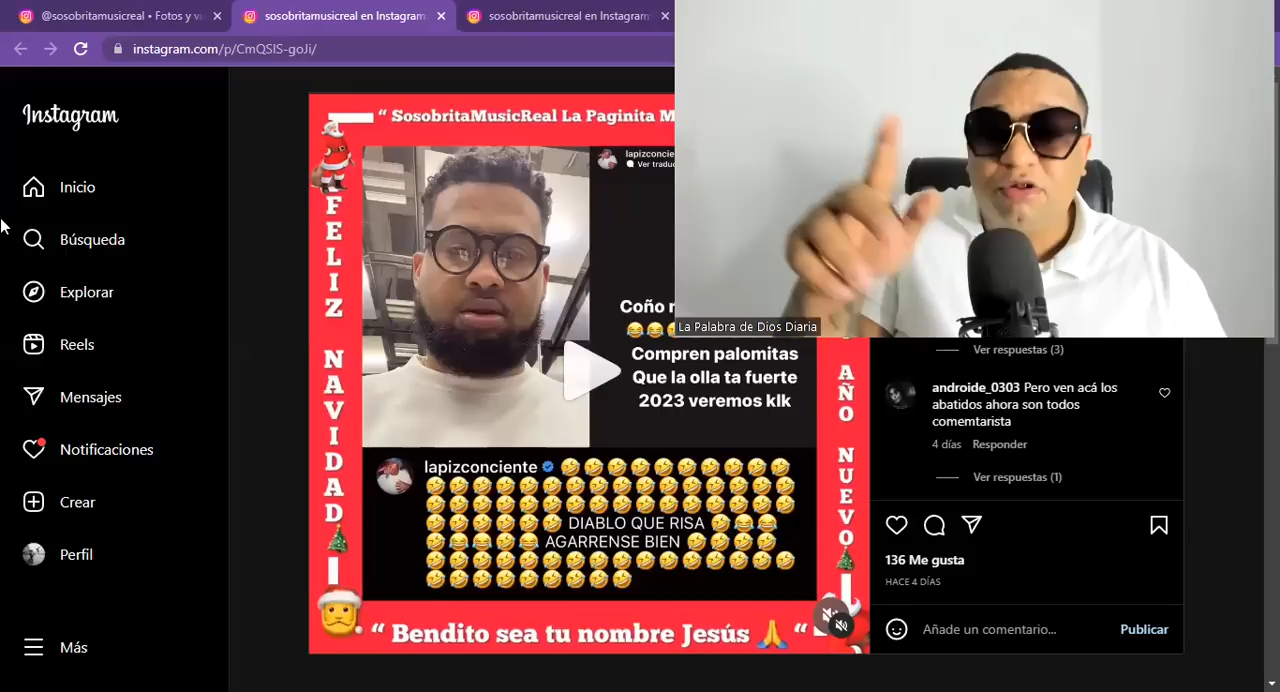 @sosobritamusicreal • Fotos y v
sosobritamusicreal en Instagram
sosobritamusicreal en Instagram
instagram.com/p/CmQSIS-goJi/
Instagram
Inicio
Búsqueda
Explorar
Reels
Mensajes
Notificaciones
Crear
Perfil
Más
“ SosobritaMusicReal La Paginita M
FELIZ NAVIDAD
lapizconcie
Ver traduc
Coño
Compren palomitas
Que la olla ta fuerte
2023 veremos klk
AÑO NUEVO
lapizconciente 🤣🤣🤣🤣🤣🤣🤣🤣🤣🤣
🤣🤣🤣🤣🤣🤣🤣🤣🤣🤣🤣🤣🤣🤣🤣🤣
🤣🤣🤣🤣🤣🤣🤣🤣🤣🤣🤣🤣🤣🤣🤣🤣
🤣🤣🤣🤣🤣🤣 DIABLO QUE RISA 🤣😂😂
🤣😂😂🤣😂 AGARRENSE BIEN 🤣🤣🤣🤣
🤣🤣🤣🤣🤣🤣🤣🤣🤣🤣🤣🤣🤣🤣🤣🤣
🤣🤣🤣🤣🤣🤣🤣🤣🤣
“ Bendito sea tu nombre Jesús 🙏 “
La Palabra de Dios Diaria
Ver respuestas (3)
androide_0303 Pero ven acá los
abatidos ahora son todos
comemtarista
4 días Responder
Ver respuestas (1)
136 Me gusta
HACE 4 DÍAS
Añade un comentario...
Publicar